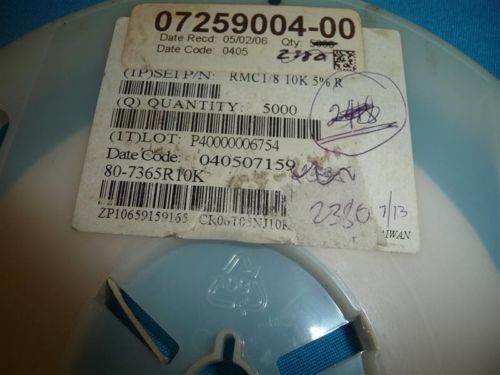 07259004-00
Date Recd: 05/02/06 Qty: 5000
Date Code: 0405 2380
(1P)SEI P/N: RMC1/8 10K 5% R
(Q) QUANTITY: 5000
(1T)LOT: P40000006754
Date Code: 040507159
80-7365R10K
2380 7/13
ZP10659159165 CR06T05NJ10K